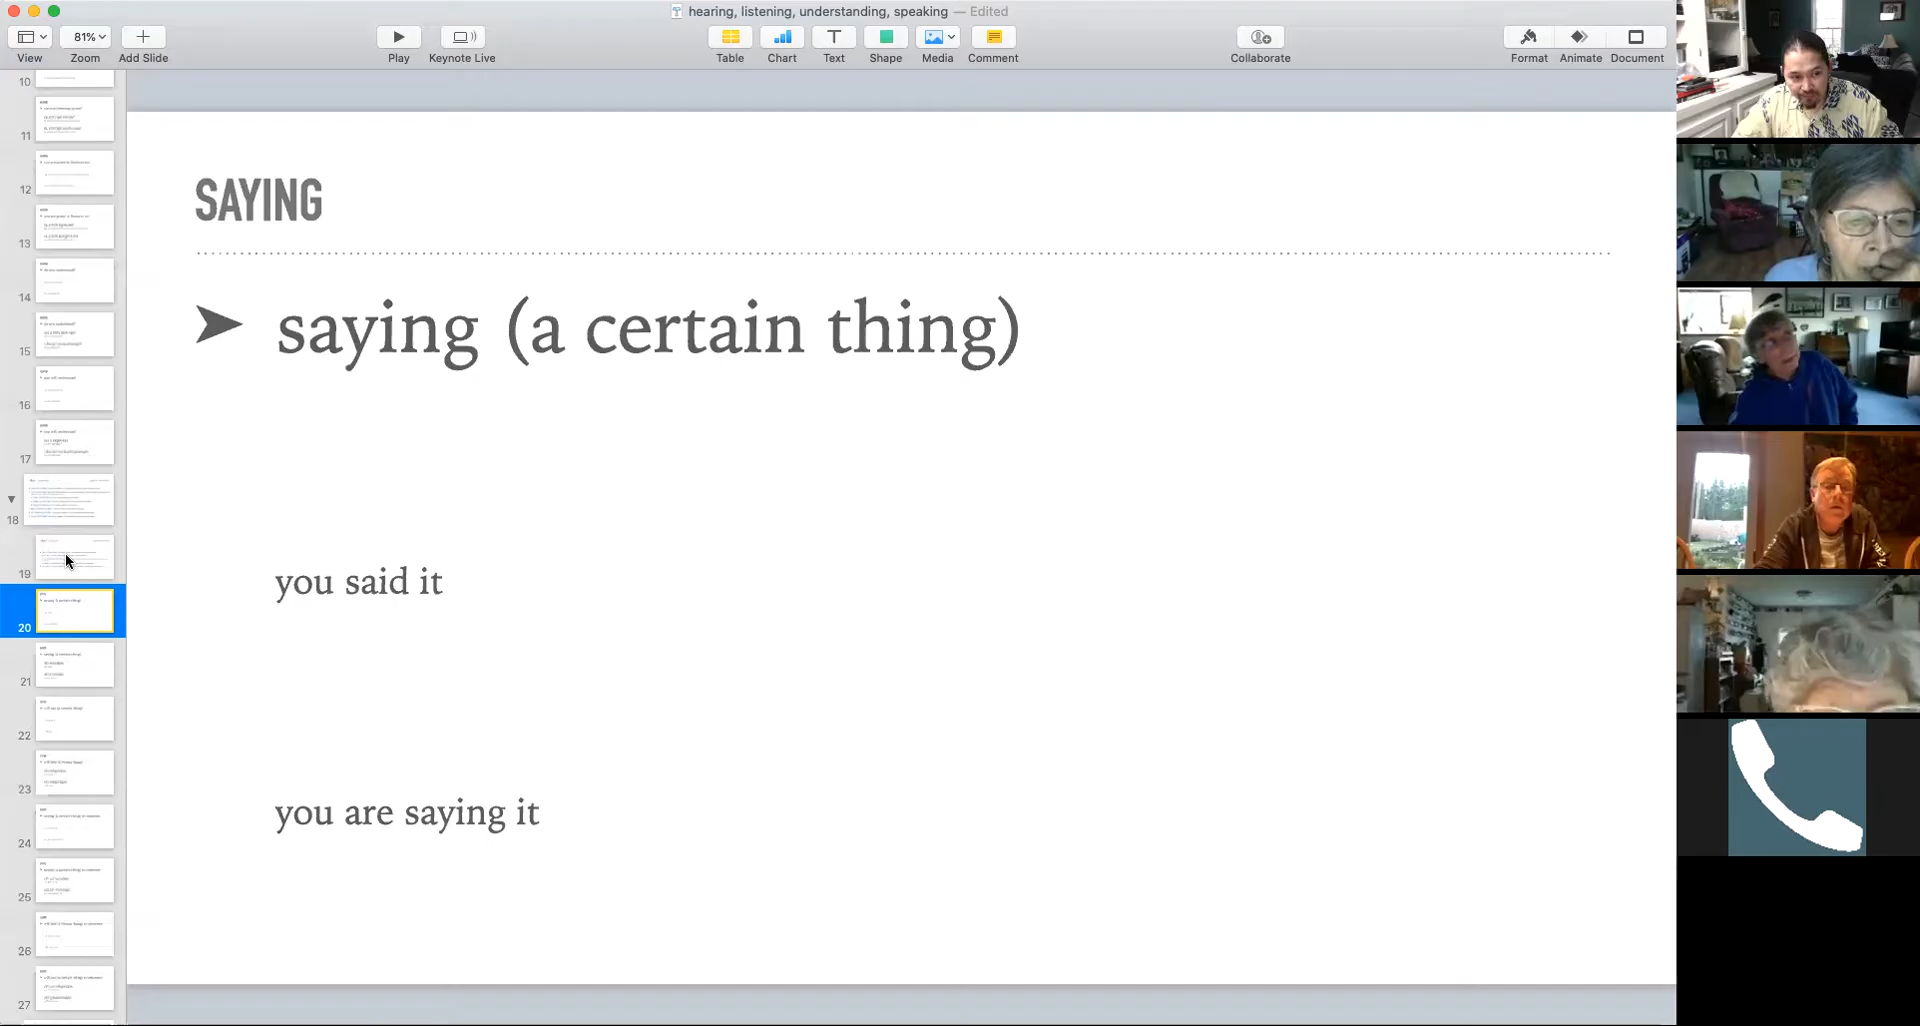 hearing, listening, understanding, speaking — Edited
81%
View
Zoom
Add Slide
Play
Keynote Live
Table
Chart
Text
Shape
Media
Comment
Collaborate
Format
Animate
Document
10
11
12
13
14
15
16
17
18
19
20
21
22
23
24
25
26
27
SAYING
➤ saying (a certain thing)
you said it
you are saying it